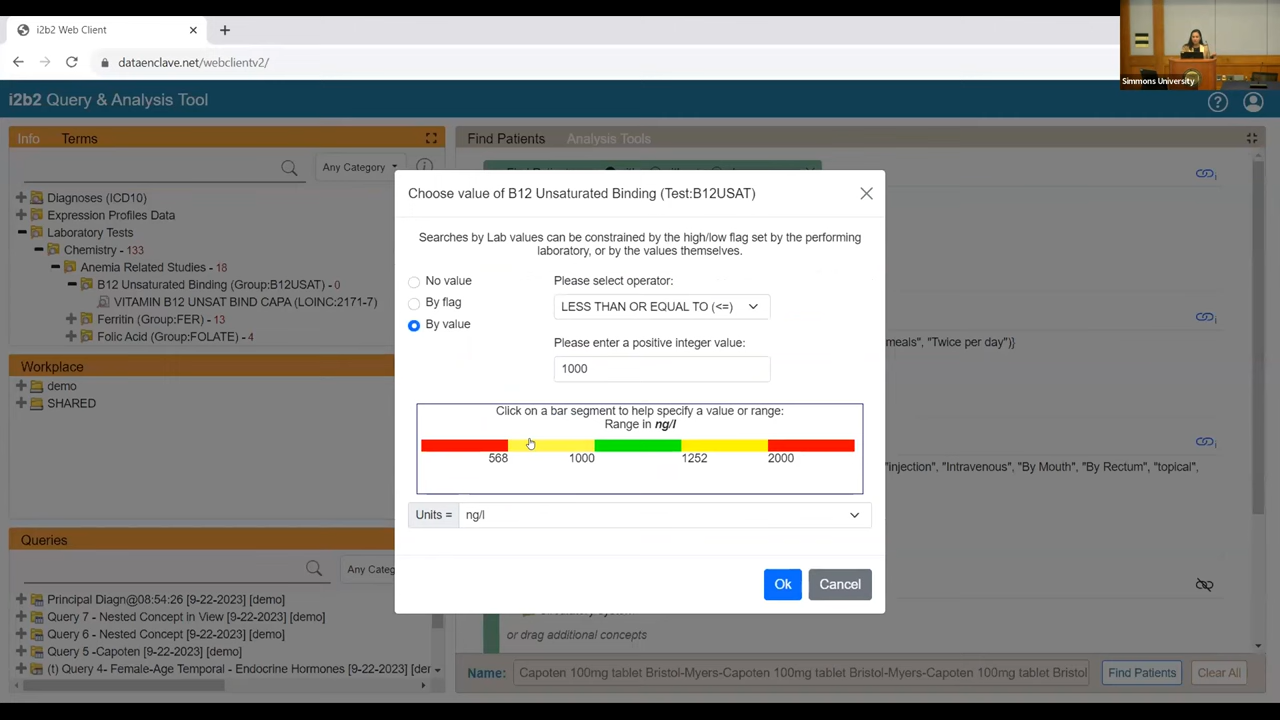 i2b2 Web Client
dataenclave.net/webclientv2/
Simmons University
i2b2 Query & Analysis Tool
Info Terms
Any Category
Diagnoses (ICD10)
Expression Profiles Data
Laboratory Tests
Chemistry - 133
Anemia Related Studies - 18
B12 Unsaturated Binding (Group:B12USAT) - 0
VITAMIN B12 UNSAT BIND CAPA (LOINC:2171-7)
Ferritin (Group:FER) - 13
Folic Acid (Group:FOLATE) - 4
Workplace
demo
SHARED
Queries
Any Categ
Principal Diagn@08:54:26 [9-22-2023] [demo]
Query 7 - Nested Concept in View [9-22-2023] [demo]
Query 6 - Nested Concept [9-22-2023] [demo]
Query 5 -Capoten [9-22-2023] [demo]
(t) Query 4- Female-Age Temporal - Endocrine Hormones [9-22-2023] [der
Choose value of B12 Unsaturated Binding (Test:B12USAT)
Searches by Lab values can be constrained by the high/low flag set by the performing
laboratory, or by the values themselves.
No value
By flag
By value
Please select operator:
LESS THAN OR EQUAL TO (<=)
Please enter a positive integer value:
1000
Click on a bar segment to help specify a value or range:
Range in ng/l
568 1000 1252 2000
Units = ng/l
Ok Cancel
Find Patients Analysis Tools
meals", "Twice per day")}
"injection", "Intravenous", "By Mouth", "By Rectum", "topical",
or drag additional concepts
Name: Capoten 100mg tablet Bristol-Myers-Capoten 100mg tablet Bristol-Myers-Capoten 100mg tablet Bristol
Find Patients Clear All